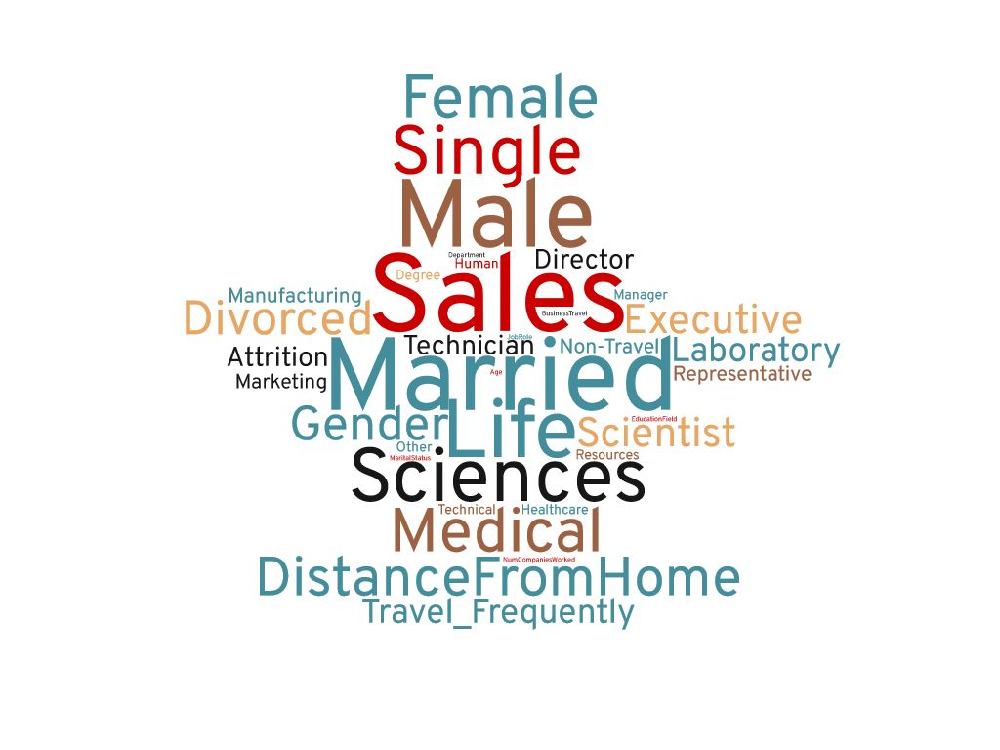 Female
Single
Male
Department
Human
Director
Degree
Sales
Manufacturing
Manager
Divorced
BusinessTravel
Executive
JobRole
Technician
Non-Travel
Laboratory
Attrition
Married
Age
Representative
Marketing
Gender
Life
EducationField
Scientist
Other
MaritalStatus
Resources
Sciences
Technical
Healthcare
Medical
NumCompaniesWorked
DistanceFromHome
Travel_Frequently